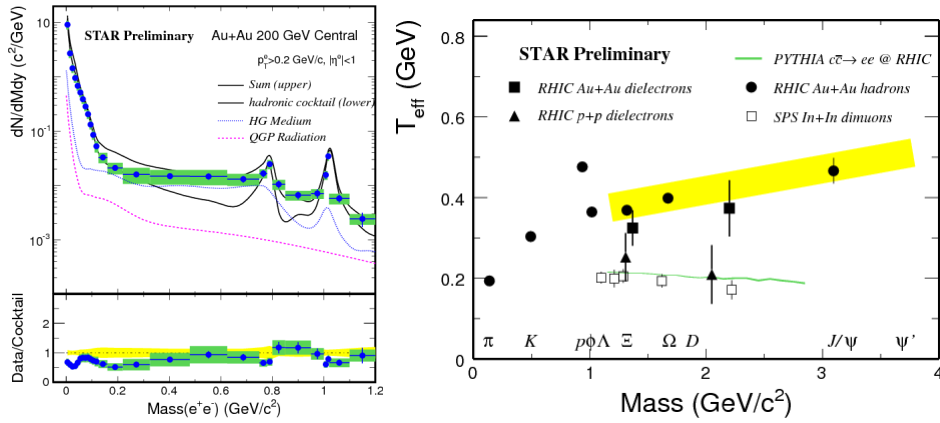 STAR Preliminary Au+Au 200 GeV Central
p_T^e>0.2 GeV/c, |η^e|<1
Sum (upper)
hadronic cocktail (lower)
HG Medium
QGP Radiation
dN/dMdy (c²/GeV)
10
1
10⁻¹
10⁻²
10⁻³
Data/Cocktail
2
1
0
0 0.2 0.4 0.6 0.8 1 1.2
Mass(e⁺e⁻) (GeV/c²)
STAR Preliminary
PYTHIA cc̄→ ee @ RHIC
RHIC Au+Au dielectrons
RHIC Au+Au hadrons
RHIC p+p dielectrons
SPS In+In dimuons
T_eff (GeV)
0.8
0.6
0.4
0.2
0
π K pϕΛ Ξ Ω D J/ψ ψ’
0 1 2 3 4
Mass (GeV/c²)